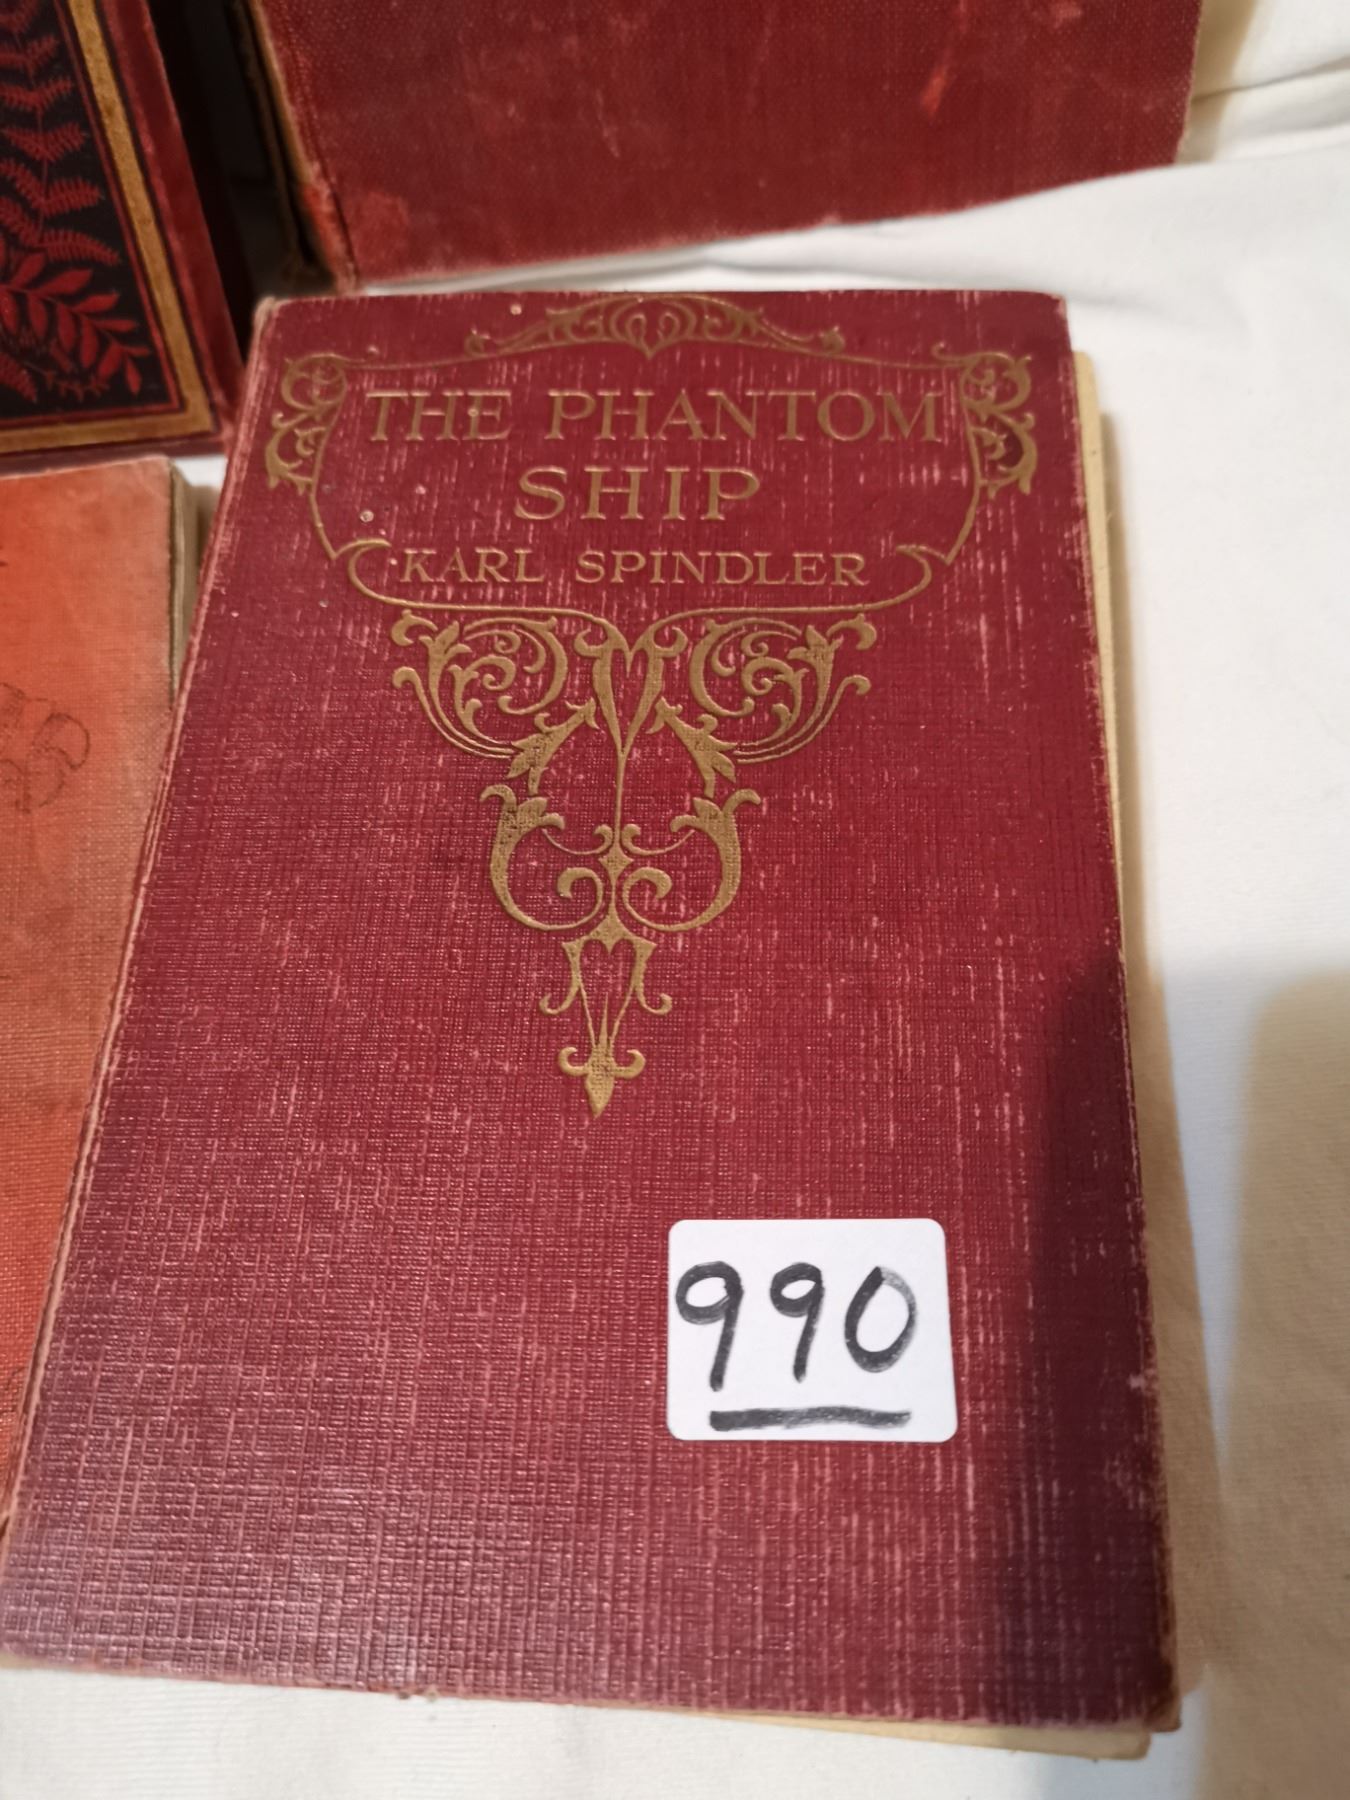 THE PHANTOM
SHIP
KARL SPINDLER
990